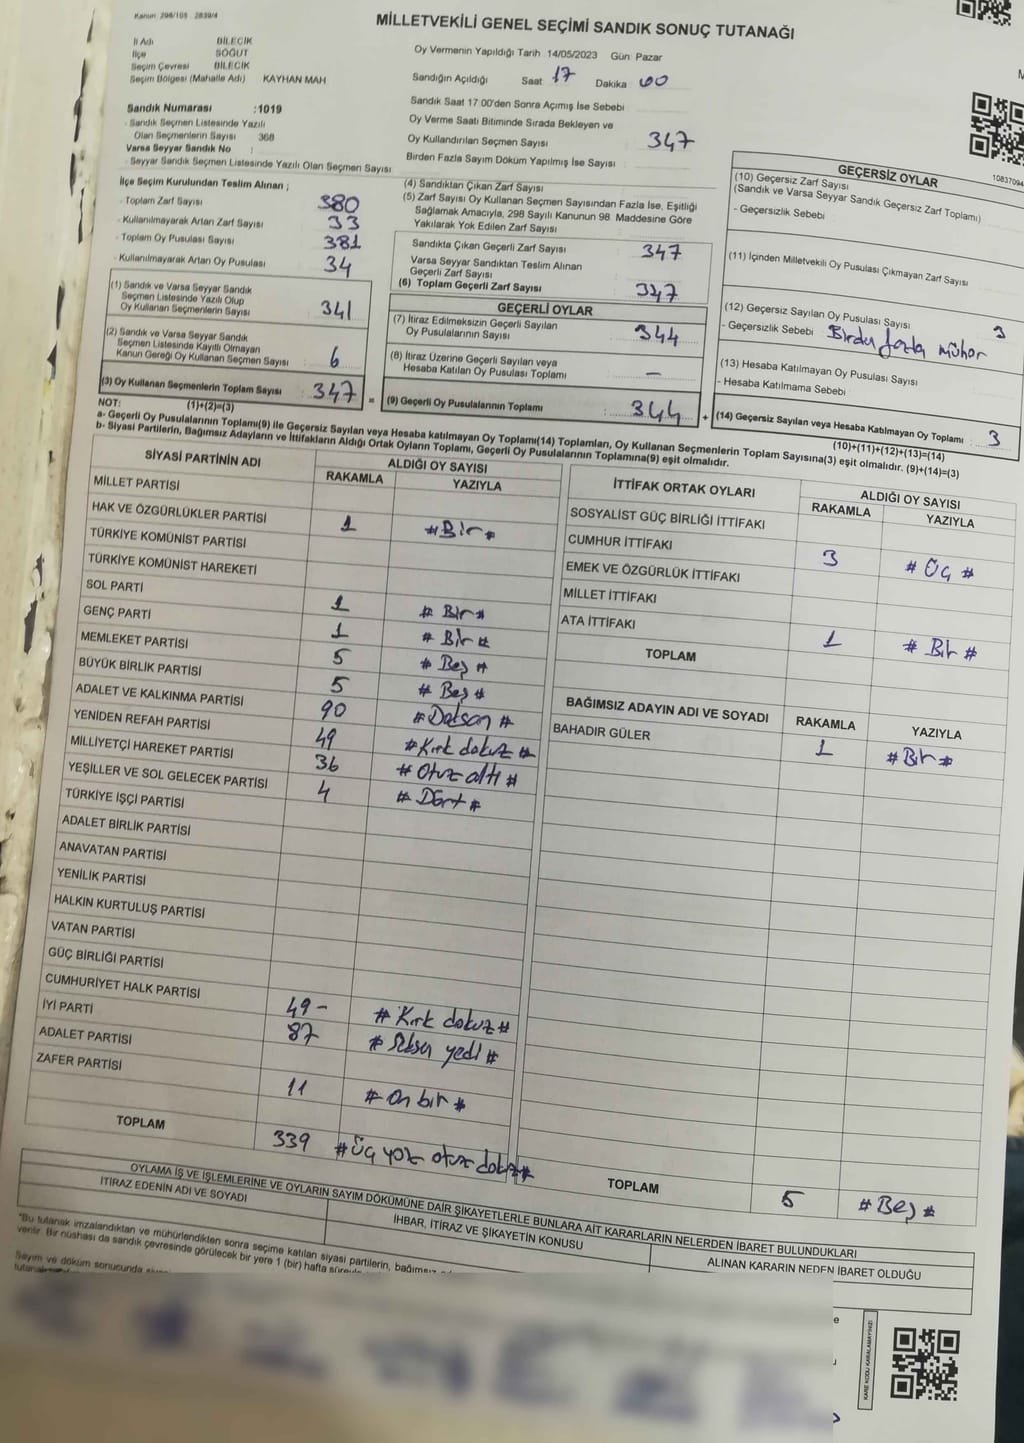 Kanun 298/105 2839/4
MİLLETVEKİLİ GENEL SEÇİMİ SANDIK SONUÇ TUTANAĞI
İl Adı BİLECİK
İlçe SÖĞÜT
Seçim Çevresi BİLECİK
Seçim Bölgesi (Mahalle Adı) KAYHAN MAH
Oy Vermenin Yapıldığı Tarih 14/05/2023 Gün Pazar
Sandığın Açıldığı Saat 17 Dakika 00
Sandık Saat 17.00'den Sonra Açmış İse Sebebi
Oy Verme Saati Bitiminde Sırada Bekleyen ve
Oy Kullandırılan Seçmen Sayısı 347
Birden Fazla Sayım Döküm Yapılmış İse Sayısı
Sandık Numarası :1019
Sandık Seçmen Listesinde Yazılı
Olan Seçmenlerin Sayısı 368
Varsa Seyyar Sandık No :
Seyyar Sandık Seçmen Listesinde Yazılı Olan Seçmen Sayısı
İlçe Seçim Kurulundan Teslim Alınan ;
- Toplam Zarf Sayısı 380
- Kullanılmayarak Artan Zarf Sayısı 33
- Toplam Oy Pusulası Sayısı 381
- Kullanılmayarak Artan Oy Pusulası 34
(1) Sandık ve Varsa Seyyar Sandık
Seçmen Listesinde Yazılı Olup
Oy Kullanan Seçmenlerin Sayısı 341
(2) Sandık ve Varsa Seyyar Sandık
Seçmen Listesinde Kayıtlı Olmayan
Kanun Gereği Oy Kullanan Seçmen Sayısı : 6
(3) Oy Kullanan Seçmenlerin Toplam Sayısı : 347
(4) Sandıktan Çıkan Zarf Sayısı
(5) Zarf Sayısı Oy Kullanan Seçmen Sayısından Fazla İse, Eşitliği
Sağlamak Amacıyla, 298 Sayılı Kanunun 98. Maddesine Göre
Yakılarak Yok Edilen Zarf Sayısı
Sandıkta Çıkan Geçerli Zarf Sayısı 347
Varsa Seyyar Sandıktan Teslim Alınan
Geçerli Zarf Sayısı
(6) Toplam Geçerli Zarf Sayısı 347
GEÇERLİ OYLAR
(7) İtiraz Edilmeksizin Geçerli Sayılan
Oy Pusulalarının Sayısı 344
(8) İtiraz Üzerine Geçerli Sayılan veya
Hesaba Katılan Oy Pusulası Toplamı : -
= (9) Geçerli Oy Pusulalarının Toplamı : 344
10837094
GEÇERSİZ OYLAR
(10) Geçersiz Zarf Sayısı
(Sandık ve Varsa Seyyar Sandık Geçersiz Zarf Toplamı)
- Geçersizlik Sebebi
(11) İçinden Milletvekili Oy Pusulası Çıkmayan Zarf Sayısı
(12) Geçersiz Sayılan Oy Pusulası Sayısı 3
- Geçersizlik Sebebi Birden fazla mühür
(13) Hesaba Katılmayan Oy Pusulası Sayısı
- Hesaba Katılmama Sebebi
+ (14) Geçersiz Sayılan veya Hesaba Katılmayan Oy Toplamı : 3
NOT: (1)+(2)=(3)
(10)+(11)+(12)+(13)=(14)
a- Geçerli Oy Pusulalarının Toplamı(9) ile Geçersiz Sayılan veya Hesaba katılmayan Oy Toplamı(14) Toplamları, Oy Kullanan Seçmenlerin Toplam Sayısına(3) eşit olmalıdır. (9)+(14)=(3)
b- Siyasi Partilerin, Bağımsız Adayların ve İttifakların Aldığı Ortak Oyların Toplamı, Geçerli Oy Pusulalarının Toplamına(9) eşit olmalıdır.
SİYASİ PARTİNİN ADI ALDIĞI OY SAYISI
RAKAMLA YAZIYLA
MİLLET PARTİSİ
HAK VE ÖZGÜRLÜKLER PARTİSİ 1 #Bir#
TÜRKİYE KOMÜNİST PARTİSİ
TÜRKİYE KOMÜNİST HAREKETİ
SOL PARTİ 1 # Bir #
GENÇ PARTİ 1 # Bir #
MEMLEKET PARTİSİ 5 # Beş #
BÜYÜK BİRLİK PARTİSİ 5 # Beş #
ADALET VE KALKINMA PARTİSİ 90 #Doksan #
YENİDEN REFAH PARTİSİ 49 #Kırk dokuz #
MİLLİYETÇİ HAREKET PARTİSİ 36 # Otuz altı #
YEŞİLLER VE SOL GELECEK PARTİSİ 4 # Dört #
TÜRKİYE İŞÇİ PARTİSİ
ADALET BİRLİK PARTİSİ
ANAVATAN PARTİSİ
YENİLİK PARTİSİ
HALKIN KURTULUŞ PARTİSİ
VATAN PARTİSİ
GÜÇ BİRLİĞİ PARTİSİ
CUMHURİYET HALK PARTİSİ 49 - # Kırk dokuz #
İYİ PARTİ 87 # Seksen yedi #
ADALET PARTİSİ
ZAFER PARTİSİ 11 # On bir #
TOPLAM 339 #Üç yüz otuz dokuz#
İTTİFAK ORTAK OYLARI ALDIĞI OY SAYISI
RAKAMLA YAZIYLA
SOSYALİST GÜÇ BİRLİĞİ İTTİFAKI
CUMHUR İTTİFAKI 3 # Üç #
EMEK VE ÖZGÜRLÜK İTTİFAKI
MİLLET İTTİFAKI
ATA İTTİFAKI 1 # Bir #
TOPLAM
BAĞIMSIZ ADAYIN ADI VE SOYADI RAKAMLA YAZIYLA
BAHADIR GÜLER 1 #Bir #
TOPLAM 5 # Beş #
OYLAMA İŞ VE İŞLEMLERİNE VE OYLARIN SAYIM DÖKÜMÜNE DAİR ŞİKAYETLERLE BUNLARA AİT KARARLARIN NELERDEN İBARET BULUNDUKLARI
İTİRAZ EDENİN ADI VE SOYADI İHBAR, İTİRAZ VE ŞİKAYETİN KONUSU ALINAN KARARIN NEDEN İBARET OLDUĞU
*Bu tutanak imzalandıktan ve mühürlendikten sonra seçime katılan siyasi partilerin, bağımsız
verilir. Bir nüshası da sandık çevresinde görülecek bir yere 1 (bir) hafta süreyle
Sayım ve döküm sonucunda
KARE KODU KARALAMAYINIZ!